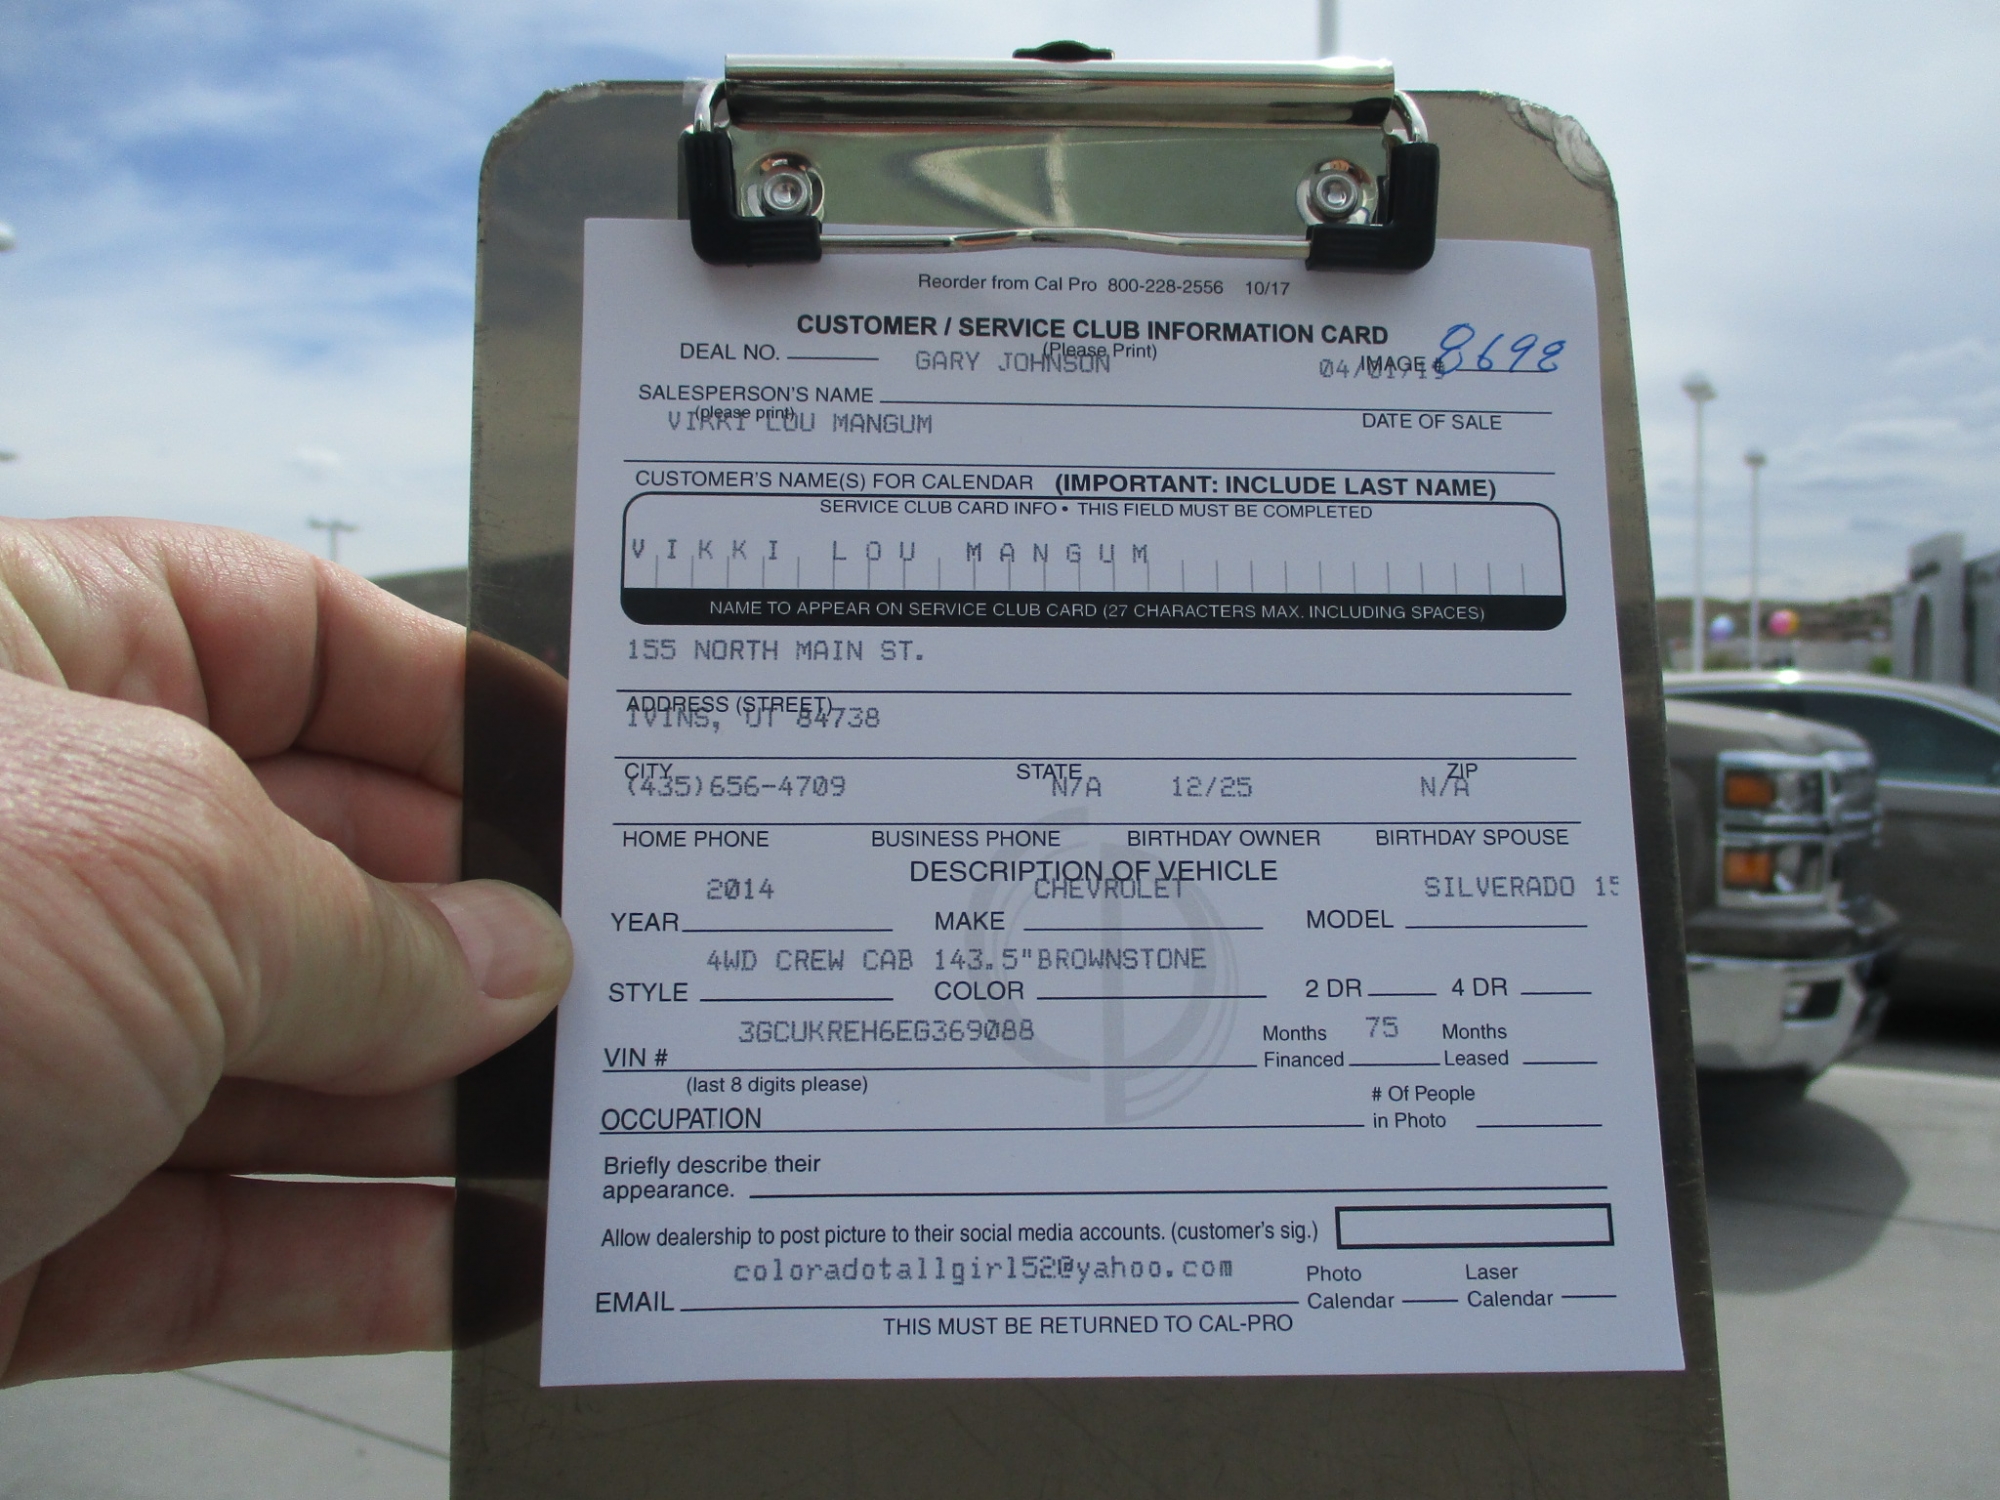 Reorder from Cal Pro 800-228-2556 10/17
CUSTOMER / SERVICE CLUB INFORMATION CARD
(Please Print)
DEAL NO. GARY JOHNSON IMAGE # 8698
SALESPERSON'S NAME
(please print)
VIKKI LOU MANGUM DATE OF SALE
CUSTOMER'S NAME(S) FOR CALENDAR (IMPORTANT: INCLUDE LAST NAME)
SERVICE CLUB CARD INFO • THIS FIELD MUST BE COMPLETED
VIKKI LOU MANGUM
NAME TO APPEAR ON SERVICE CLUB CARD (27 CHARACTERS MAX. INCLUDING SPACES)
155 NORTH MAIN ST.
ADDRESS (STREET)
IVINS, UT 84738
CITY STATE ZIP
(435)656-4709 N/A 12/25 N/A
HOME PHONE BUSINESS PHONE BIRTHDAY OWNER BIRTHDAY SPOUSE
DESCRIPTION OF VEHICLE
2014 CHEVROLET SILVERADO 15
YEAR MAKE MODEL
4WD CREW CAB 143.5"BROWNSTONE
STYLE COLOR 2 DR 4 DR
3GCUKREH6EG369088 Months 75 Months
VIN # Financed Leased
(last 8 digits please)
# Of People
OCCUPATION in Photo
Briefly describe their
appearance.
Allow dealership to post picture to their social media accounts. (customer's sig.)
coloradotallgirl52@yahoo.com Photo Laser
EMAIL Calendar Calendar
THIS MUST BE RETURNED TO CAL-PRO